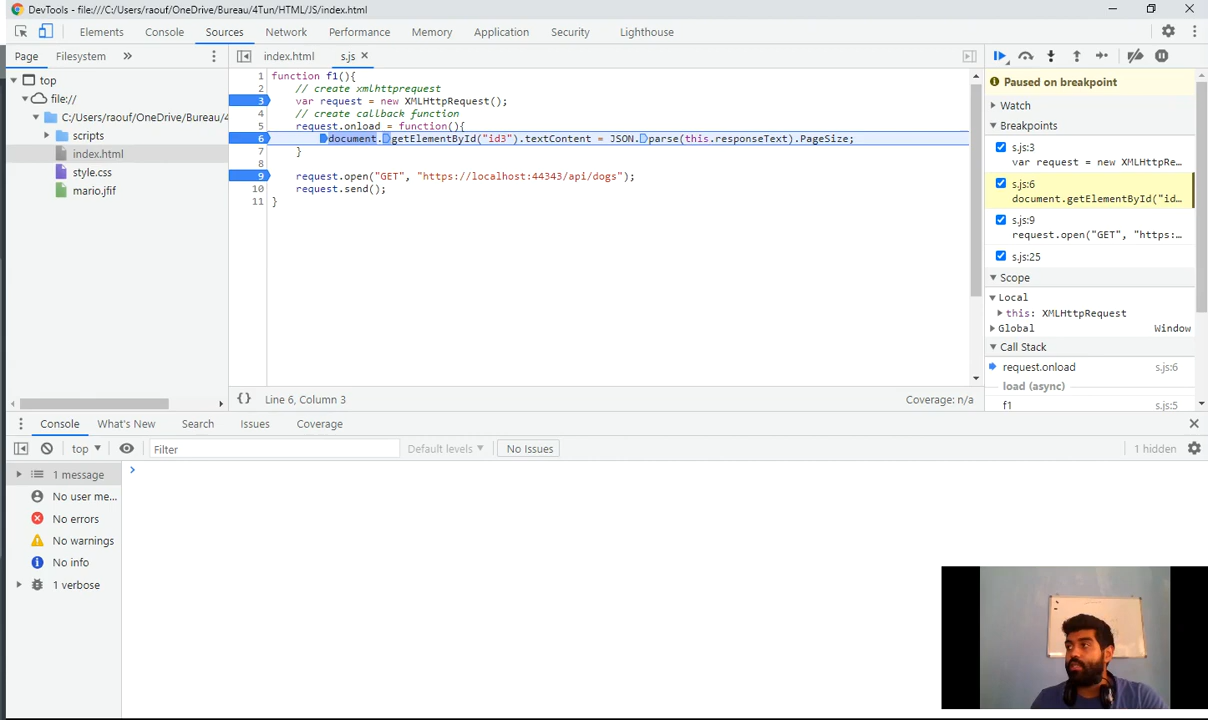 DevTools - file:///C:/Users/raouf/OneDrive/Bureau/4Tun/HTML/JS/index.html
Elements Console Sources Network Performance Memory Application Security Lighthouse
Page Filesystem »
index.html s.js ×
top
file://
C:/Users/raouf/OneDrive/Bureau/4
scripts
index.html
style.css
mario.jfif
1 function f1(){
2 // create xmlhttprequest
3 var request = new XMLHttpRequest();
4 // create callback function
5 request.onload = function(){
6 document.getElementById("id3").textContent = JSON.parse(this.responseText).PageSize;
7 }
8
9 request.open("GET", "https://localhost:44343/api/dogs");
10 request.send();
11 }
{ } Line 6, Column 3 Coverage: n/a
Paused on breakpoint
Watch
Breakpoints
s.js:3
var request = new XMLHttpRe…
s.js:6
document.getElementById("id…
s.js:9
request.open("GET", "https:…
s.js:25
Scope
Local
this: XMLHttpRequest
Global Window
Call Stack
request.onload s.js:6
load (async)
f1 s.js:5
Console What's New Search Issues Coverage
top Filter Default levels No Issues 1 hidden
1 message
No user me…
No errors
No warnings
No info
1 verbose